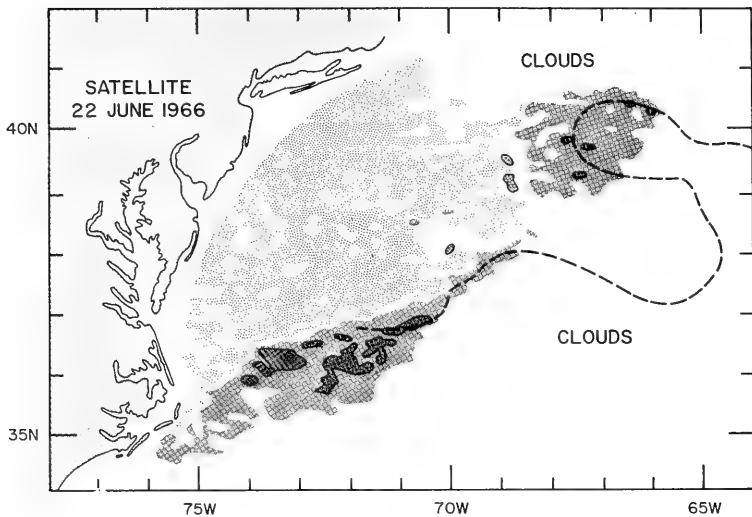 CLOUDS
SATELLITE
22 JUNE 1966
40N
CLOUDS
35N
75W 70W 65W